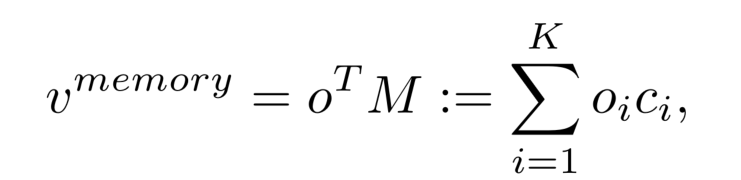 $v^{memory} = o^T M := \sum_{i=1}^{K} o_i c_i,$